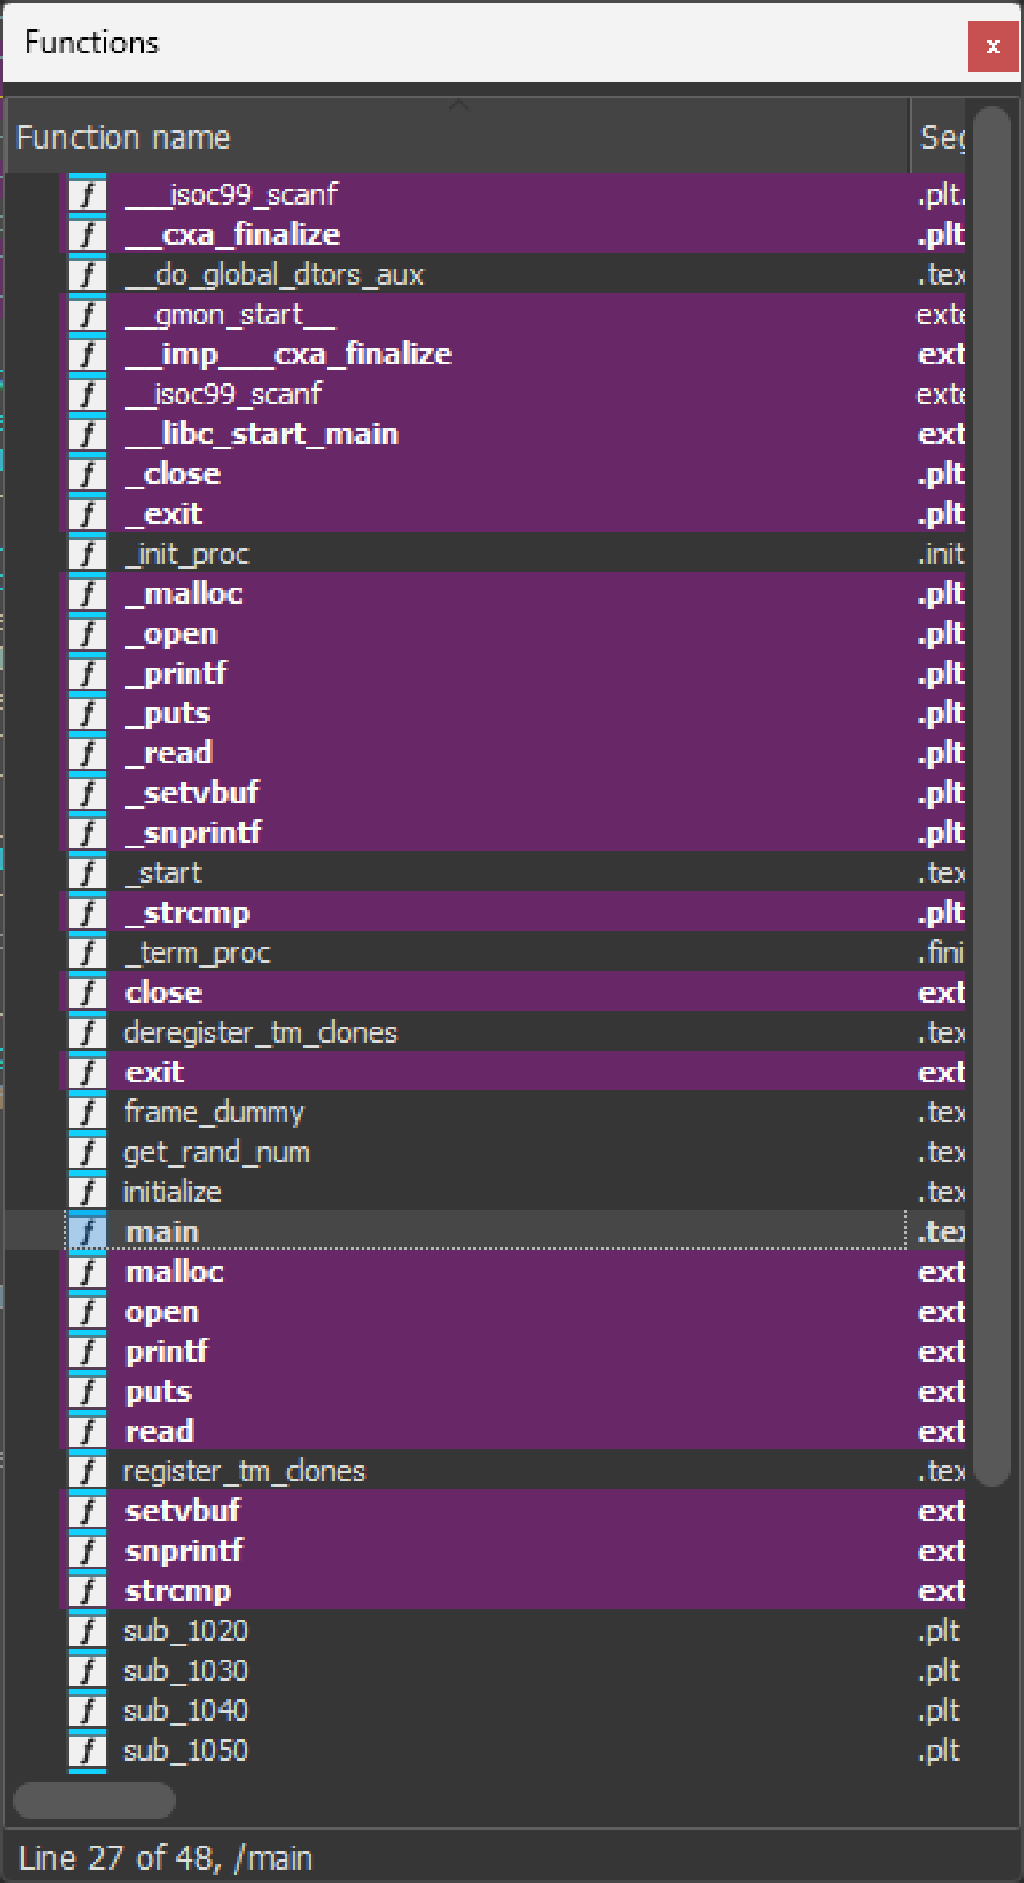 Functions
x
Function name Seg
f ___isoc99_scanf .plt.
f __cxa_finalize .plt
f __do_global_dtors_aux .tex
f __gmon_start__ exte
f __imp___cxa_finalize ext
f __isoc99_scanf exte
f __libc_start_main ext
f _close .plt
f _exit .plt
f _init_proc .init
f _malloc .plt
f _open .plt
f _printf .plt
f _puts .plt
f _read .plt
f _setvbuf .plt
f _snprintf .plt
f _start .tex
f _strcmp .plt
f _term_proc .fini
f close ext
f deregister_tm_clones .tex
f exit ext
f frame_dummy .tex
f get_rand_num .tex
f initialize .tex
f main .tex
f malloc ext
f open ext
f printf ext
f puts ext
f read ext
f register_tm_clones .tex
f setvbuf ext
f snprintf ext
f strcmp ext
f sub_1020 .plt
f sub_1030 .plt
f sub_1040 .plt
f sub_1050 .plt
Line 27 of 48, /main